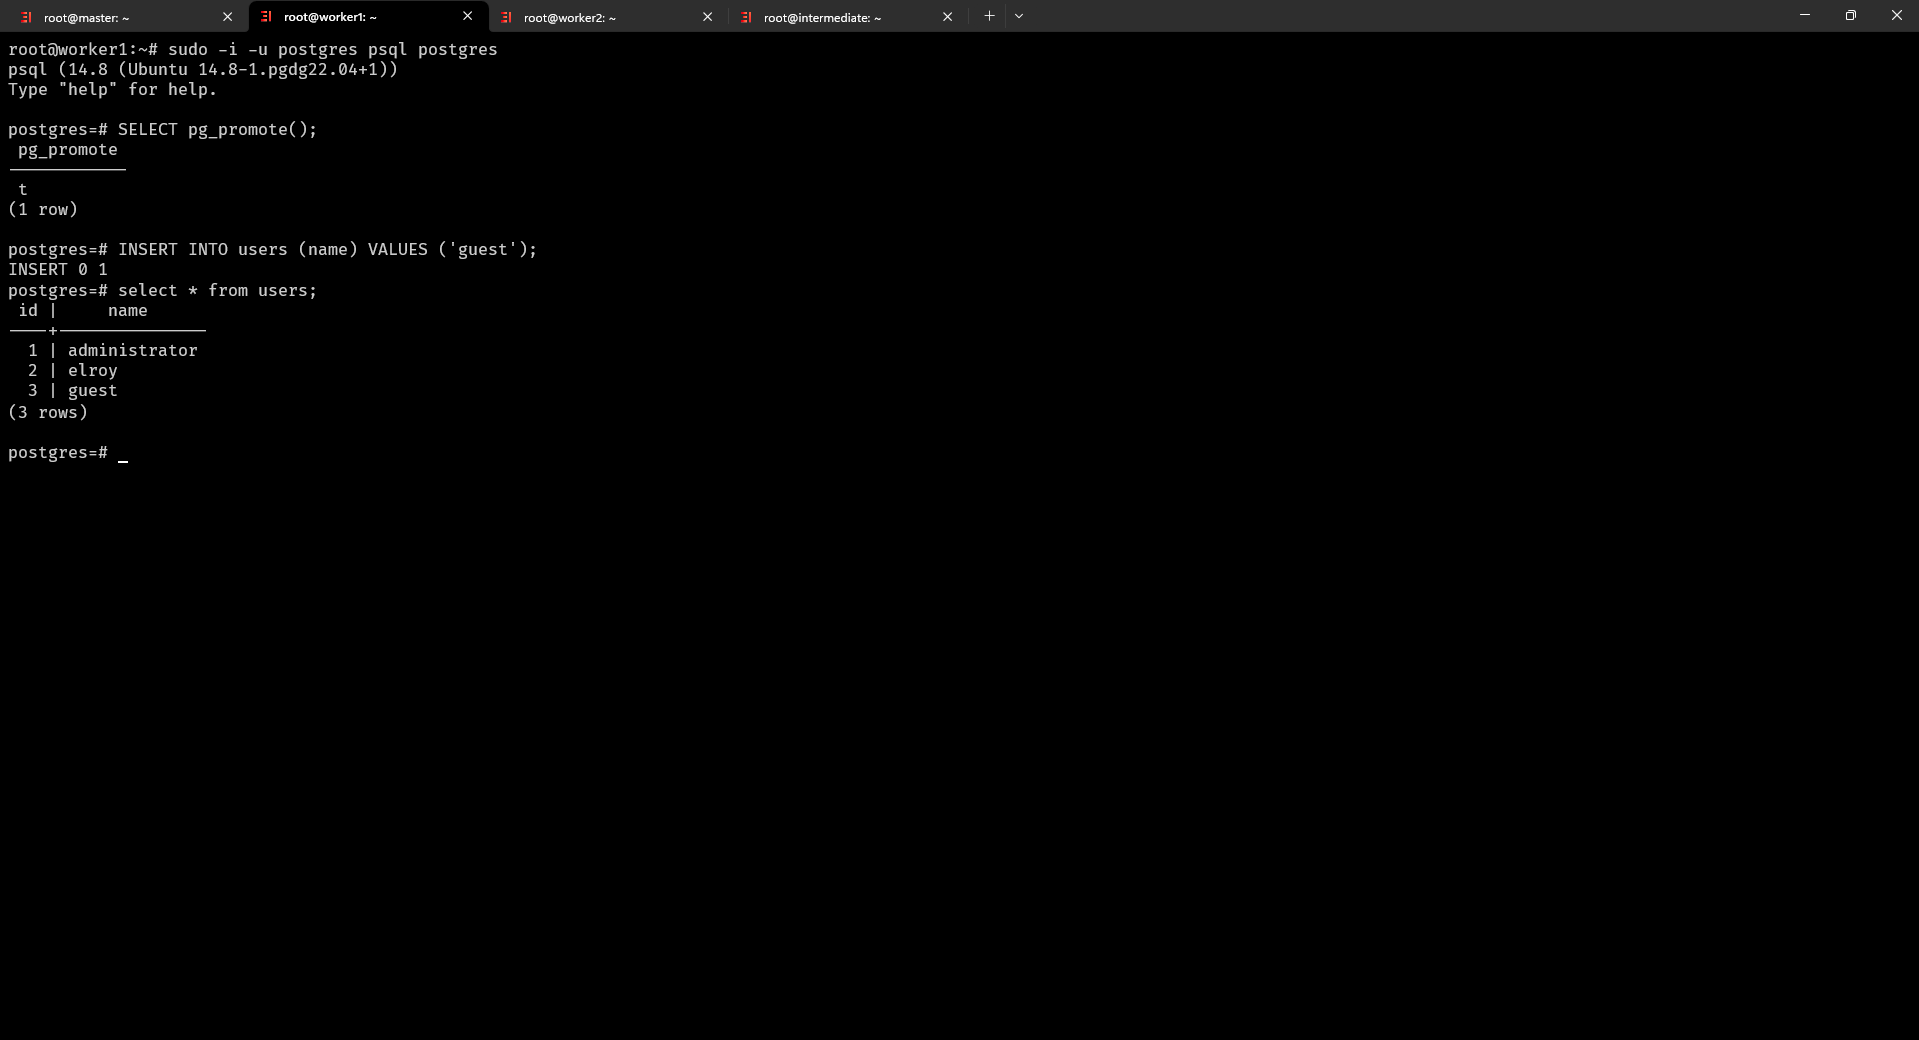 root@master: ~
root@worker1: ~
root@worker2: ~
root@intermediate: ~
root@worker1:~# sudo -i -u postgres psql postgres
psql (14.8 (Ubuntu 14.8-1.pgdg22.04+1))
Type "help" for help.
postgres=# SELECT pg_promote();
pg_promote
------------
t
(1 row)
postgres=# INSERT INTO users (name) VALUES ('guest');
INSERT 0 1
postgres=# select * from users;
id |     name
----+---------------
1 | administrator
2 | elroy
3 | guest
(3 rows)
postgres=# _